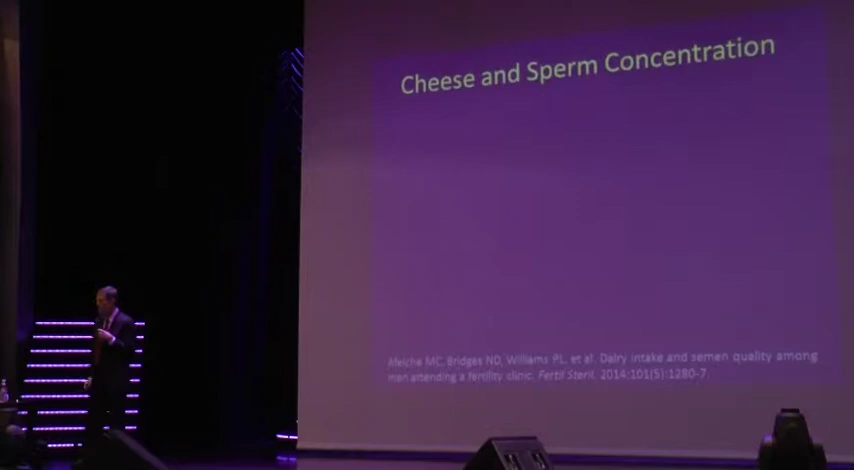 Cheese and Sperm Concentration
Afeiche MC, Bridges ND, Williams PL, et al. Dairy intake and semen quality among
men attending a fertility clinic. Fertil Steril. 2014;101(5):1280-7.